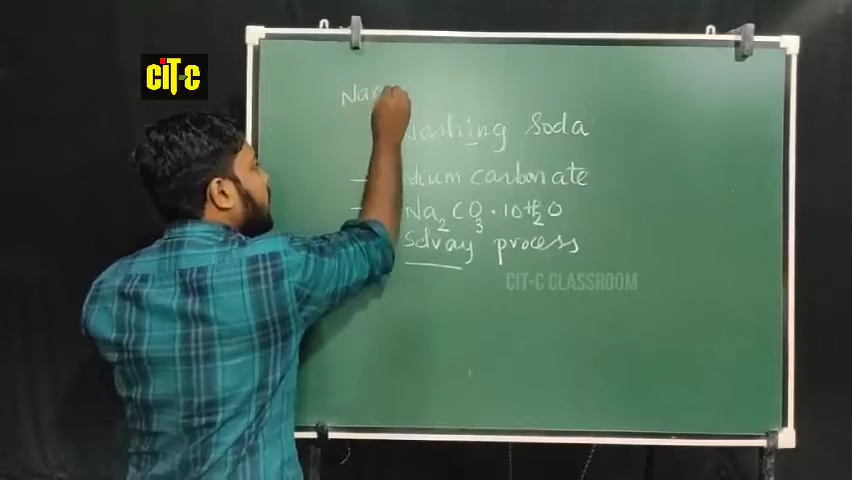 CiT-C
Na
Washing Soda
Sodium carbonate
Na2CO3·10H2O
Solvay process
CIT-C CLASSROOM